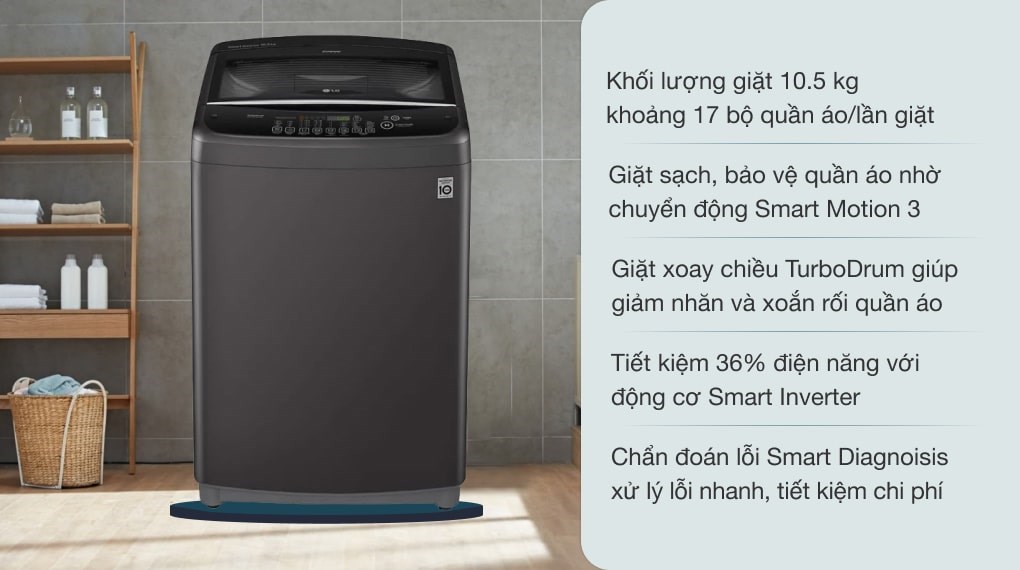 LG
10
Khối lượng giặt 10.5 kg
khoảng 17 bộ quần áo/lần giặt
Giặt sạch, bảo vệ quần áo nhờ
chuyển động Smart Motion 3
Giặt xoay chiều TurboDrum giúp
giảm nhăn và xoắn rối quần áo
Tiết kiệm 36% điện năng với
động cơ Smart Inverter
Chẩn đoán lỗi Smart Diagnoisis
xử lý lỗi nhanh, tiết kiệm chi phí